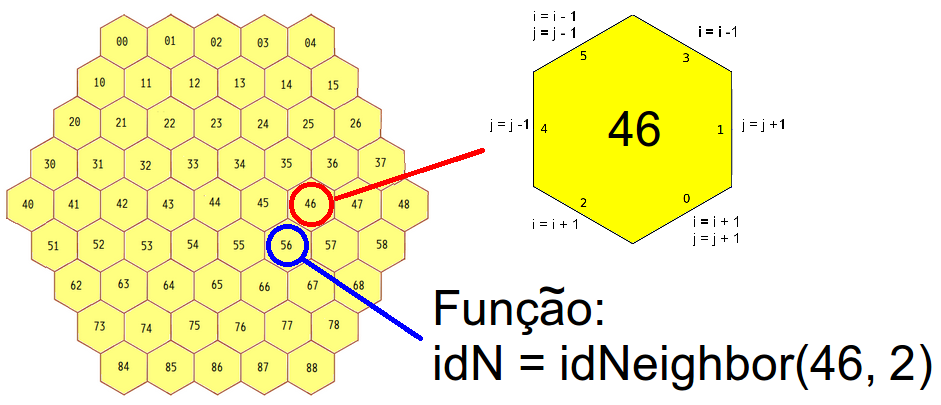 00 01 02 03 04
10 11 12 13 14 15
20 21 22 23 24 25 26
30 31 32 33 34 35 36 37
40 41 42 43 44 45 46 47 48
51 52 53 54 55 56 57 58
62 63 64 65 66 67 68
73 74 75 76 77 78
84 85 86 87 88
i = i - 1
j = j - 1
i = i -1
5
3
j = j -1
4
46
1
j = j +1
2
0
i = i + 1
i = i + 1
j = j + 1
Função:
idN = idNeighbor(46, 2)